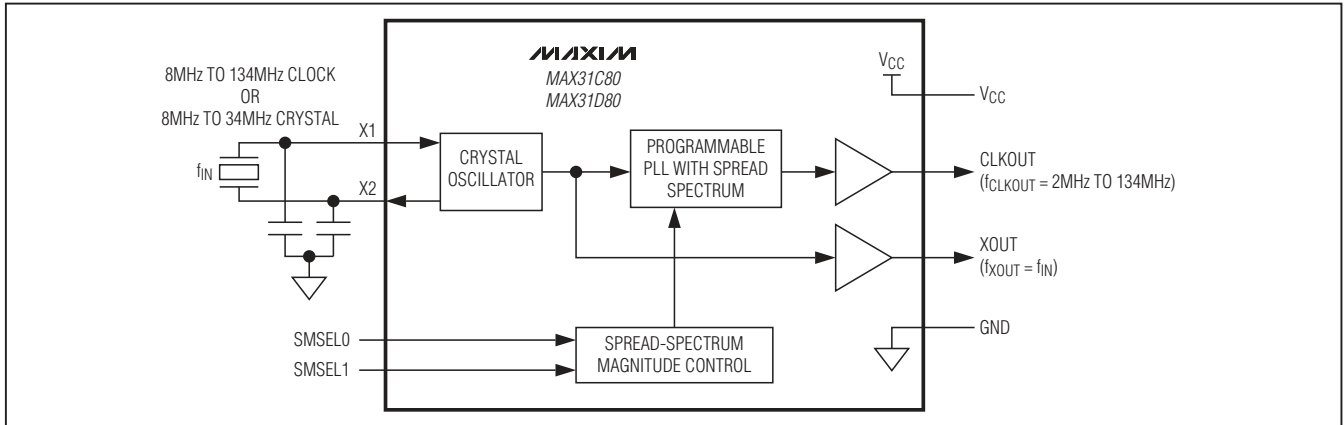 MAXIM
MAX31C80
MAX31D80
8MHz TO 134MHz CLOCK
OR
8MHz TO 34MHz CRYSTAL
fIN
X1
X2
CRYSTAL
OSCILLATOR
PROGRAMMABLE
PLL WITH SPREAD
SPECTRUM
VCC
VCC
CLKOUT
(fCLKOUT = 2MHz TO 134MHz)
XOUT
(fXOUT = fIN)
SMSEL0
SMSEL1
SPREAD-SPECTRUM
MAGNITUDE CONTROL
GND